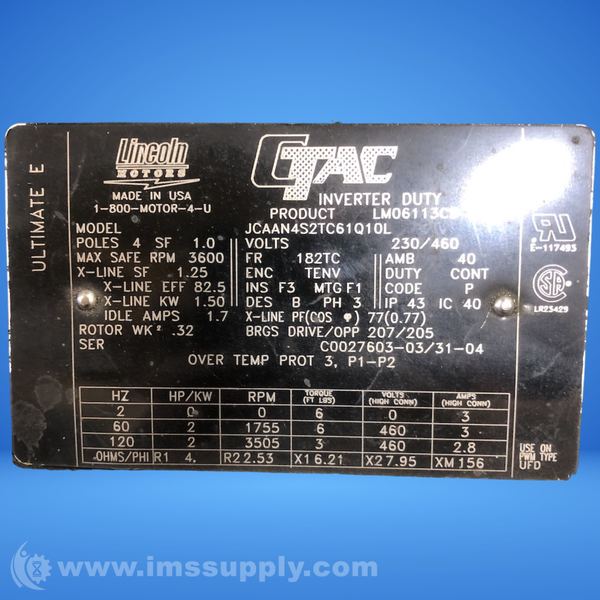 ULTIMATE E
Lincoln
MOTORS
MADE IN USA
1-800-MOTOR-4-U
CTAC
INVERTER DUTY
PRODUCT
MODEL JCAAN4S2TC61Q10L
POLES 4 SF 1.0 VOLTS 230/460
MAX SAFE RPM 3600 FR 182TC AMB 40
X-LINE SF 1.25 ENC TENV DUTY CONT
X-LINE EFF 82.5 INS F3 MTG F1 CODE P
X-LINE KW 1.50 DES B PH 3 IP 43 IC 40
IDLE AMPS 1.7 X-LINE PF(COS φ) 77(0.77)
ROTOR WK² .32 BRGS DRIVE/OPP 207/205
SER C0027603-03/31-04
OVER TEMP PROT 3, P1-P2
HZ HP/KW RPM TORQUE (FT LBS) VOLTS (HIGH CONN) AMPS (HIGH CONN)
2 0 0 6 0 3
60 2 1755 6 460 3
120 2 3505 3 460 2.8
OHMS/PHI R1 4. R2 2.53 X1 6.21 X2 7.95 XM 156
E-117493
LR23429
USE ON
PWM TYPE
UFD
www.imssupply.com